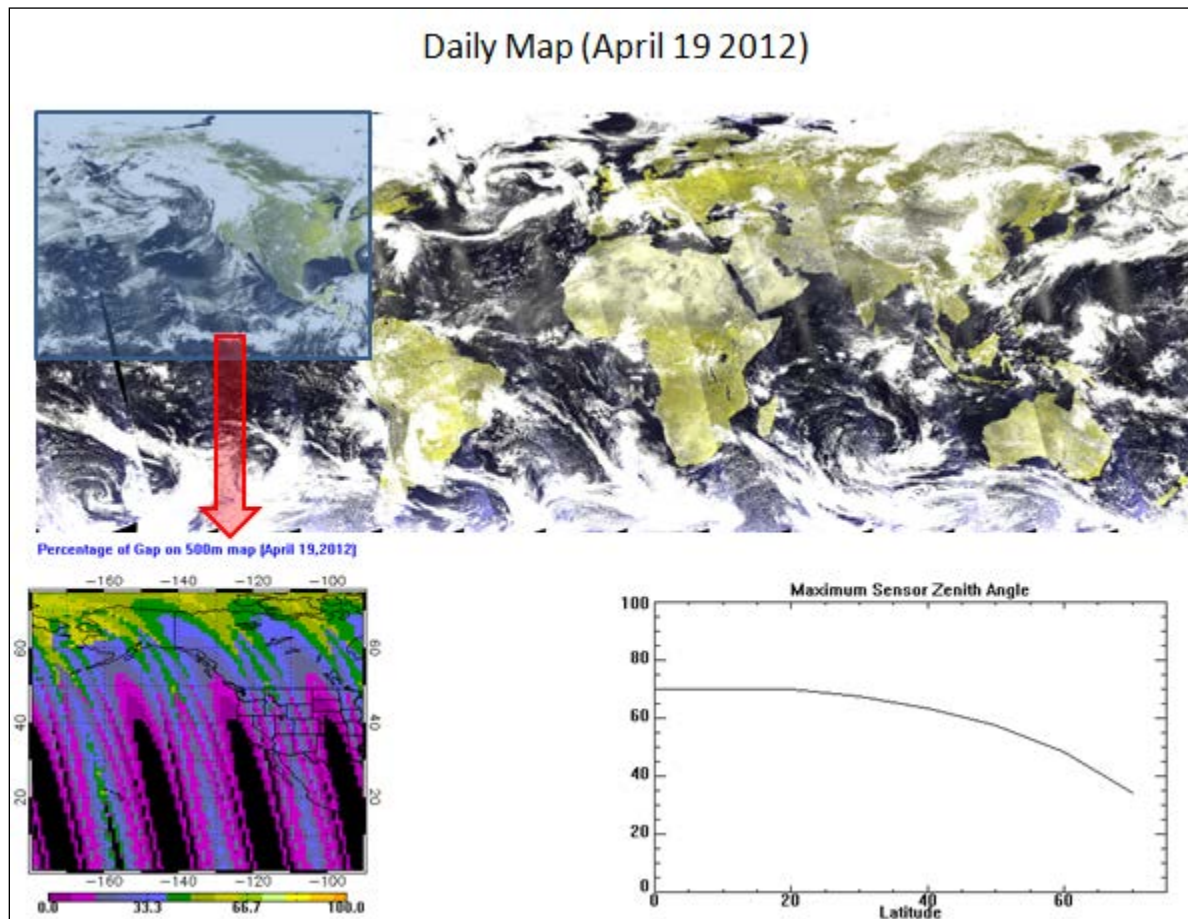 Daily Map (April 19 2012)
Percentage of Gap on 500m map (April 19,2012)
−160 −140 −120 −100
60 60
40 40
20 20
−160 −140 −120 −100
0.0 33.3 66.7 100.0
Maximum Sensor Zenith Angle
100
80
60
40
20
0
0 20 40 60
Latitude